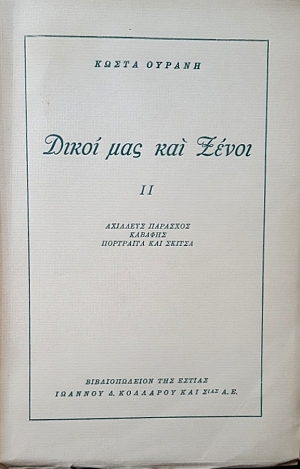 ΚΩΣΤΑ ΟΥΡΑΝΗ
Δικοί μας καὶ Ξένοι
II
ΑΧΙΛΛΕΥΣ ΠΑΡΑΣΧΟΣ
ΚΑΒΑΦΗΣ
ΠΟΡΤΡΑΙΤΑ ΚΑΙ ΣΚΙΤΣΑ
ΒΙΒΛΙΟΠΩΛΕΙΟΝ ΤΗΣ ΕΣΤΙΑΣ
ΙΩΑΝΝΟΥ Δ. ΚΟΛΛΑΡΟΥ ΚΑΙ ΣΙΑΣ Α.Ε.